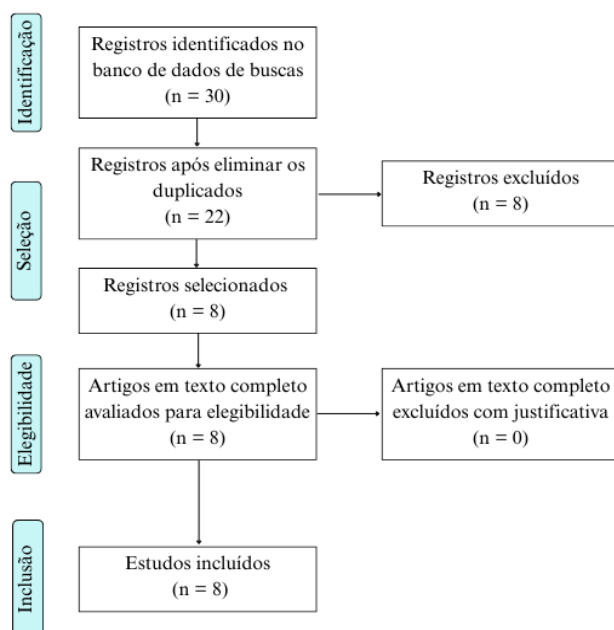 Identificação
Registros identificados no
banco de dados de buscas
(n = 30)
Seleção
Registros após eliminar os
duplicados
(n = 22)
Registros excluídos
(n = 8)
Registros selecionados
(n = 8)
Elegibilidade
Artigos em texto completo
avaliados para elegibilidade
(n = 8)
Artigos em texto completo
excluídos com justificativa
(n = 0)
Inclusão
Estudos incluídos
(n = 8)